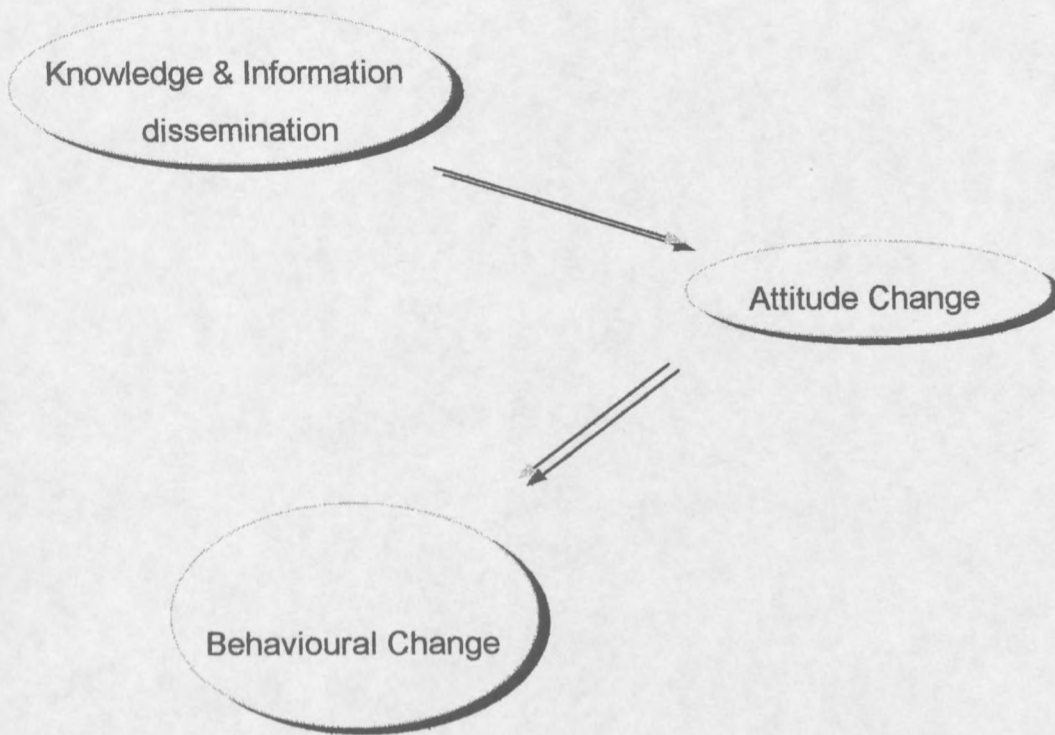 Knowledge & Information
dissemination
Attitude Change
Behavioural Change